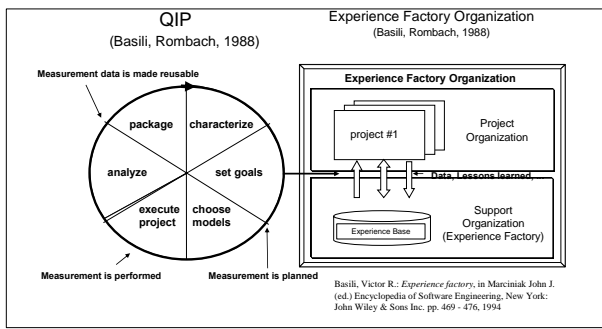 QIP
(Basili, Rombach, 1988)
Measurement data is made reusable
package
characterize
analyze
set goals
execute
project
choose
models
Measurement is performed
Measurement is planned
Experience Factory Organization
(Basili, Rombach, 1988)
Experience Factory Organization
project #1
Project
Organization
Data, Lessons learned,
Support
Organization
(Experience Factory)
Experience Base
Basili, Victor R.: Experience factory, in Marciniak John J.
(ed.) Encyclopedia of Software Engineering, New York:
John Wiley & Sons Inc. pp. 469 - 476, 1994